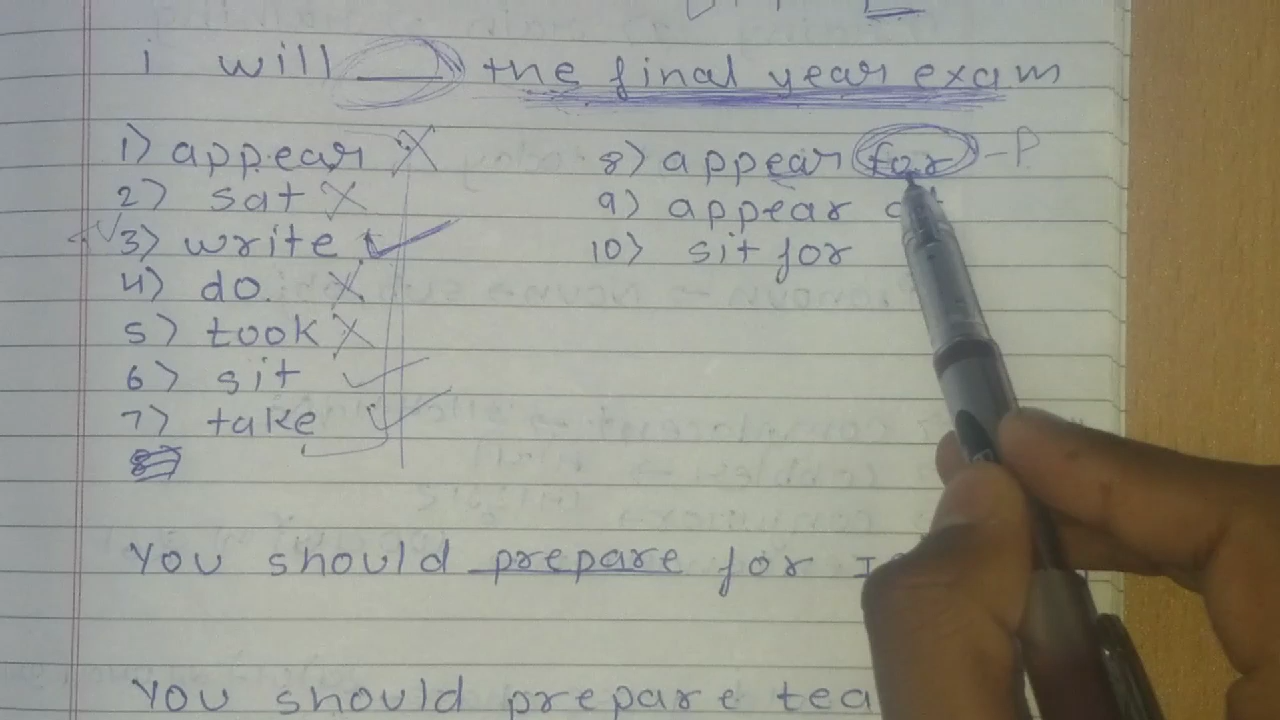 i will ___ the final year exam
1) appear X
2) sat X
3) write ✓
4) do. X
5) took X
6) sit ✓
7) take ✓
8) appear for - P
9) appear
10) sit for
You should prepare for
You should prepare